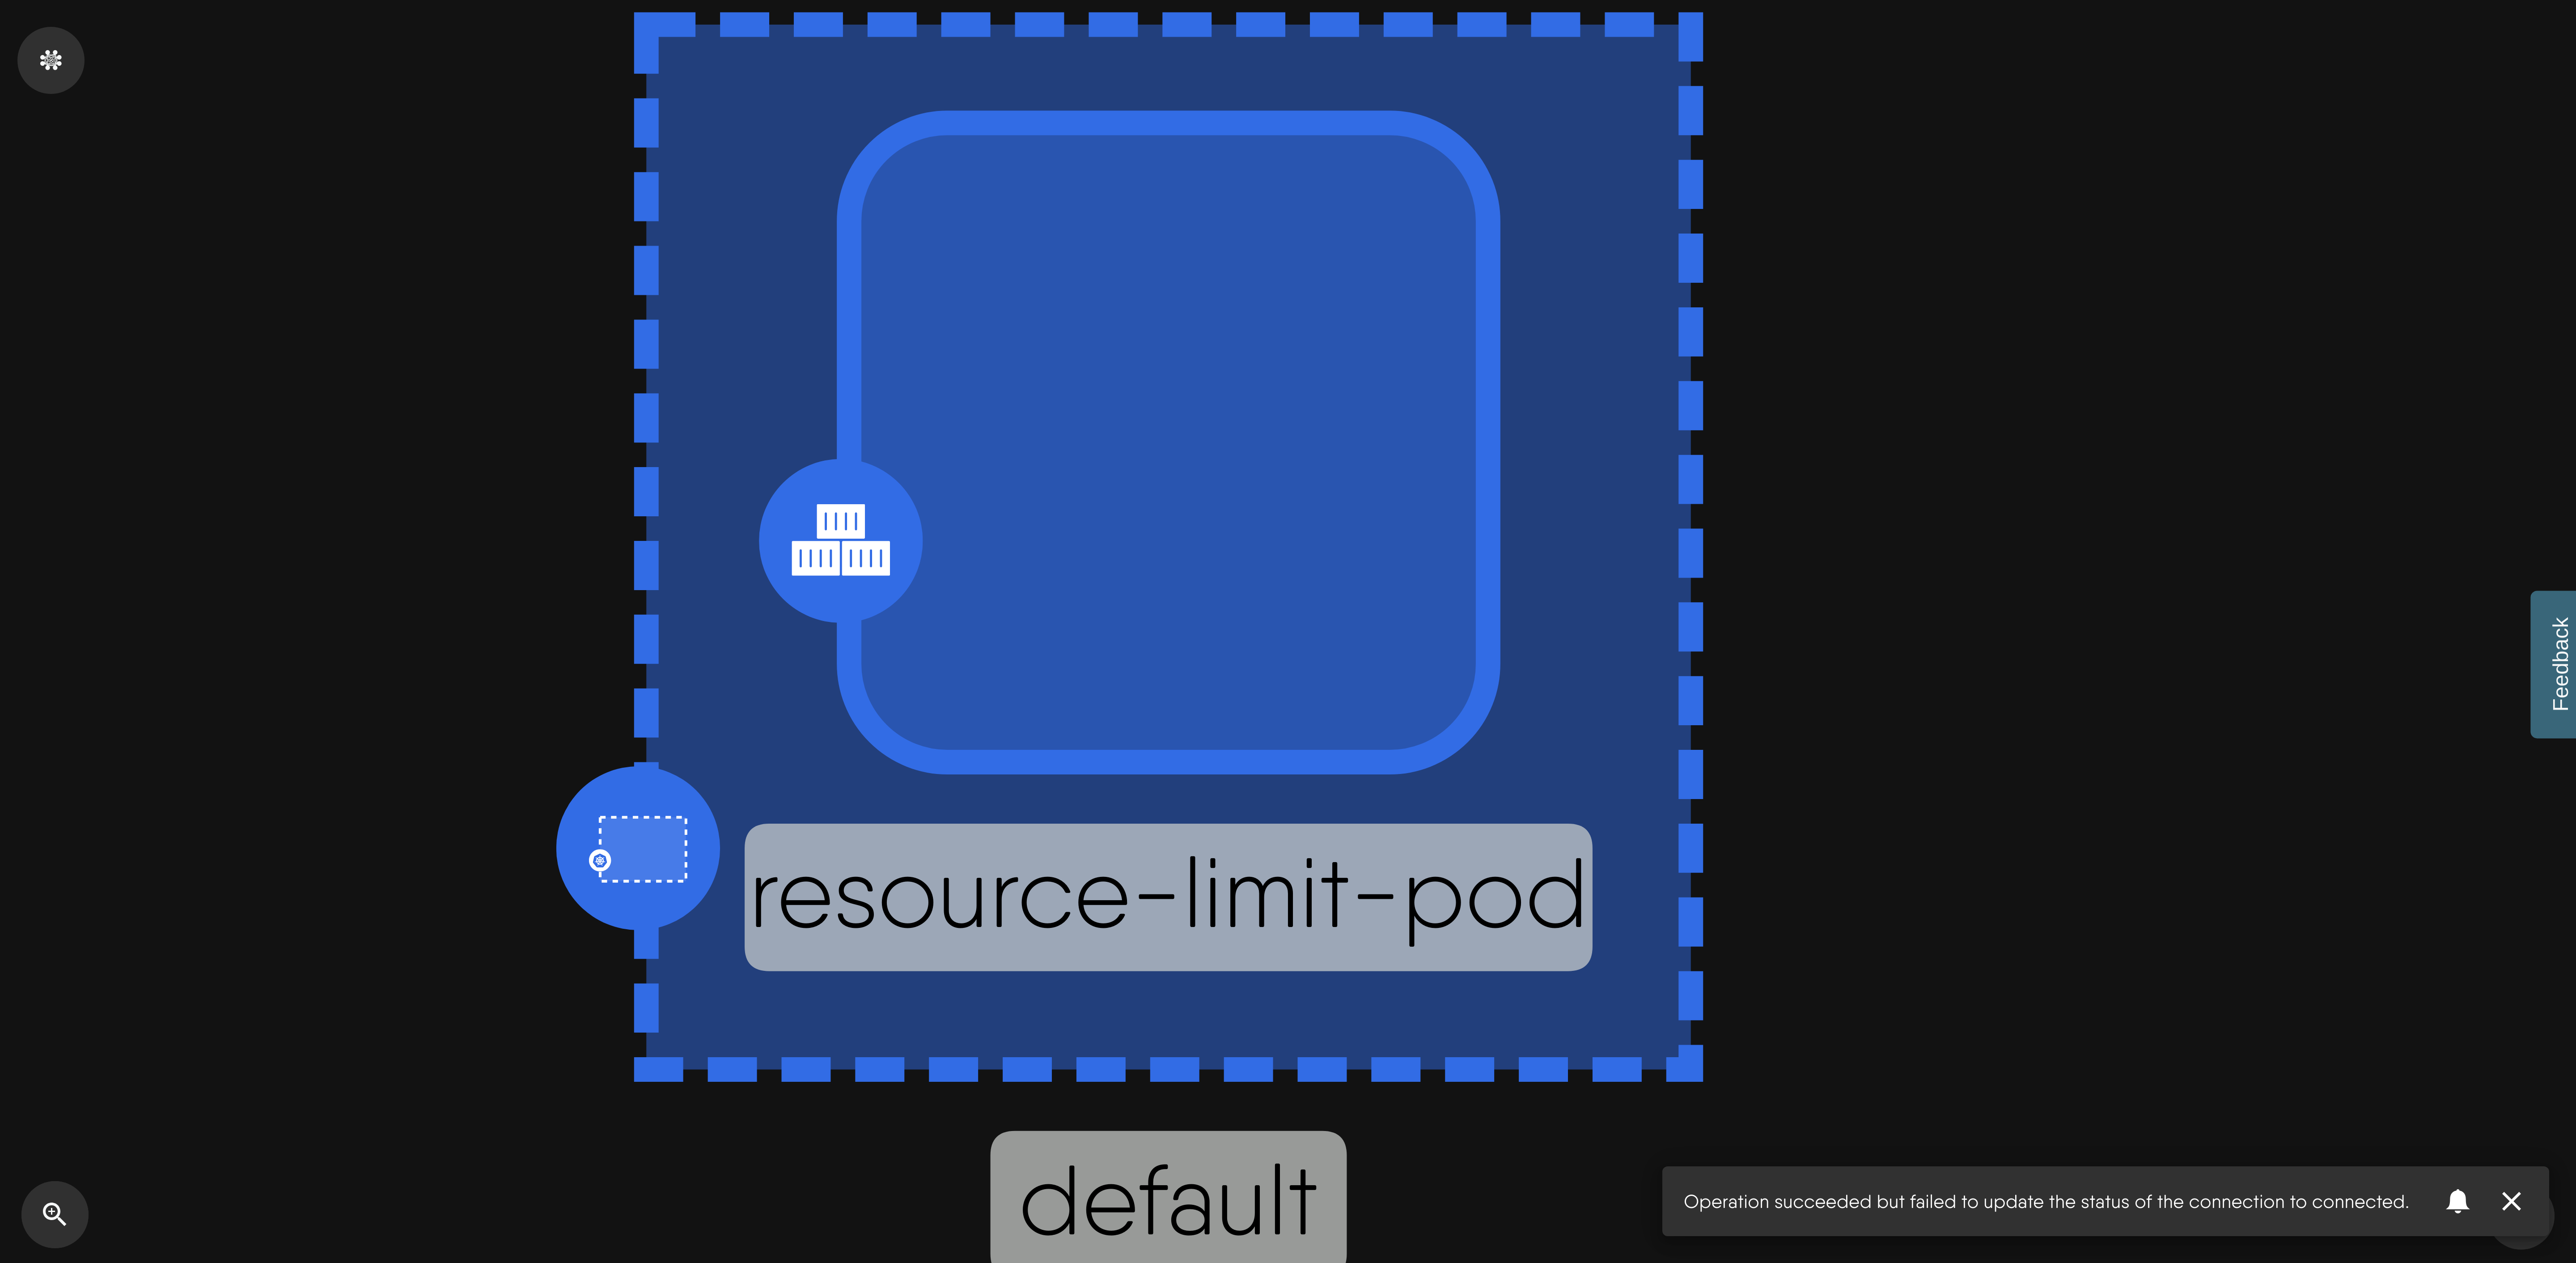 resource-limit-pod
default
Operation succeeded but failed to update the status of the connection to connected.
Feedback